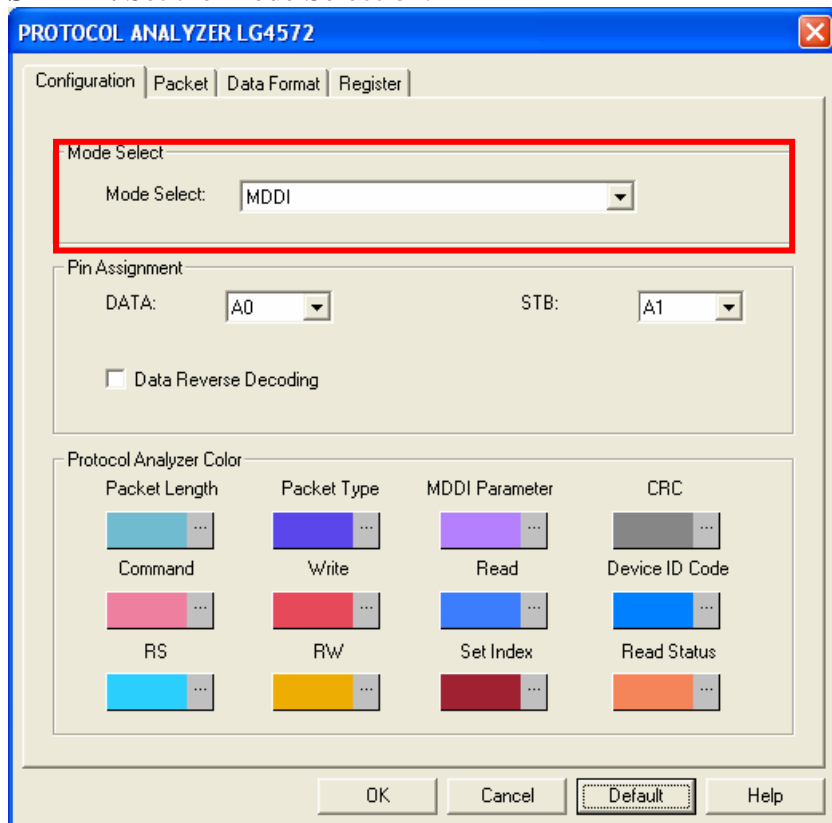 PROTOCOL ANALYZER LG4572
Configuration Packet Data Format Register
Mode Select
Mode Select: MDDI
Pin Assignment
DATA: A0 STB: A1
Data Reverse Decoding
Protocol Analyzer Color
Packet Length Packet Type MDDI Parameter CRC
... ... ... ...
Command Write Read Device ID Code
... ... ... ...
RS RW Set Index Read Status
... ... ... ...
OK Cancel Default Help